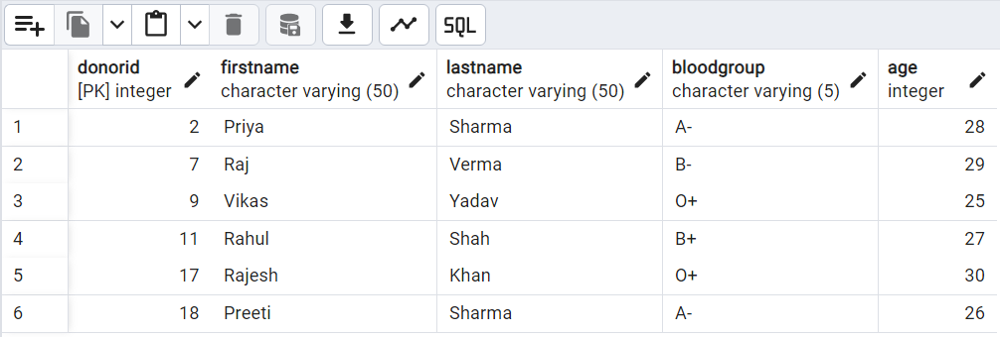 SQL
donorid firstname lastname bloodgroup age
[PK] integer character varying (50) character varying (50) character varying (5) integer
1 2 Priya Sharma A- 28
2 7 Raj Verma B- 29
3 9 Vikas Yadav O+ 25
4 11 Rahul Shah B+ 27
5 17 Rajesh Khan O+ 30
6 18 Preeti Sharma A- 26